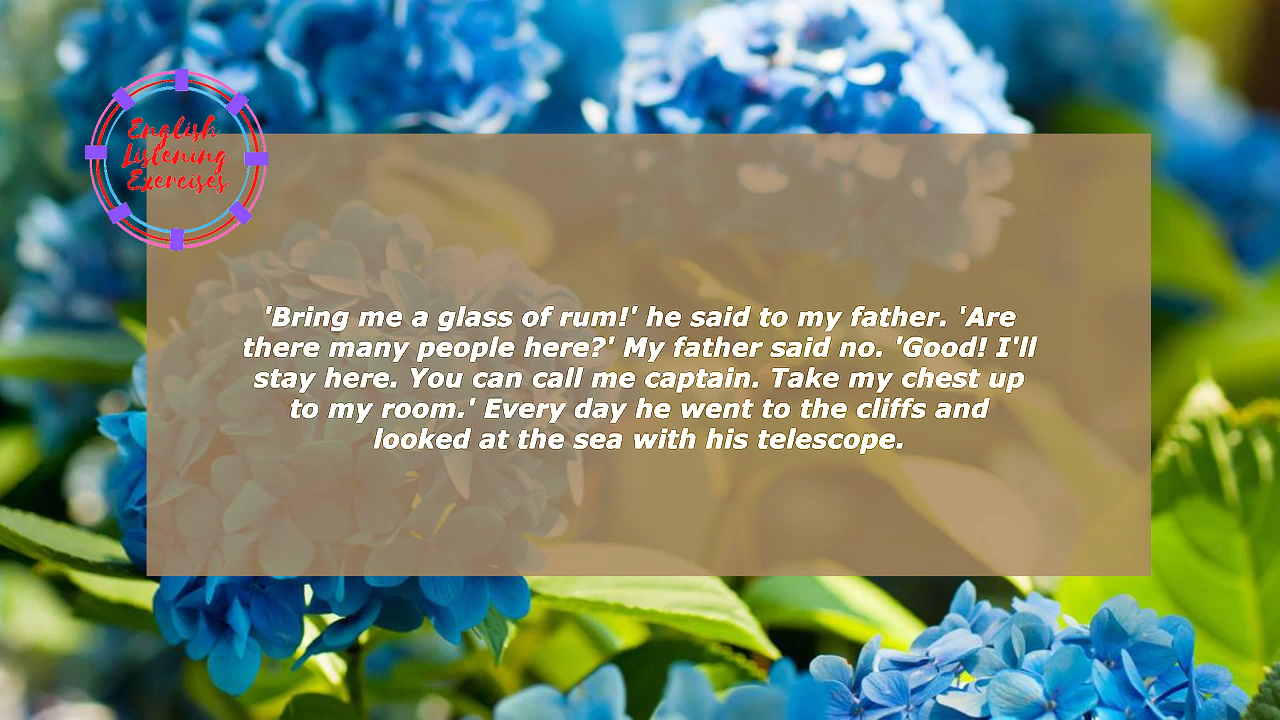 English
Listening
Exercises
'Bring me a glass of rum!' he said to my father. 'Are
there many people here?' My father said no. 'Good! I'll
stay here. You can call me captain. Take my chest up
to my room.' Every day he went to the cliffs and
looked at the sea with his telescope.